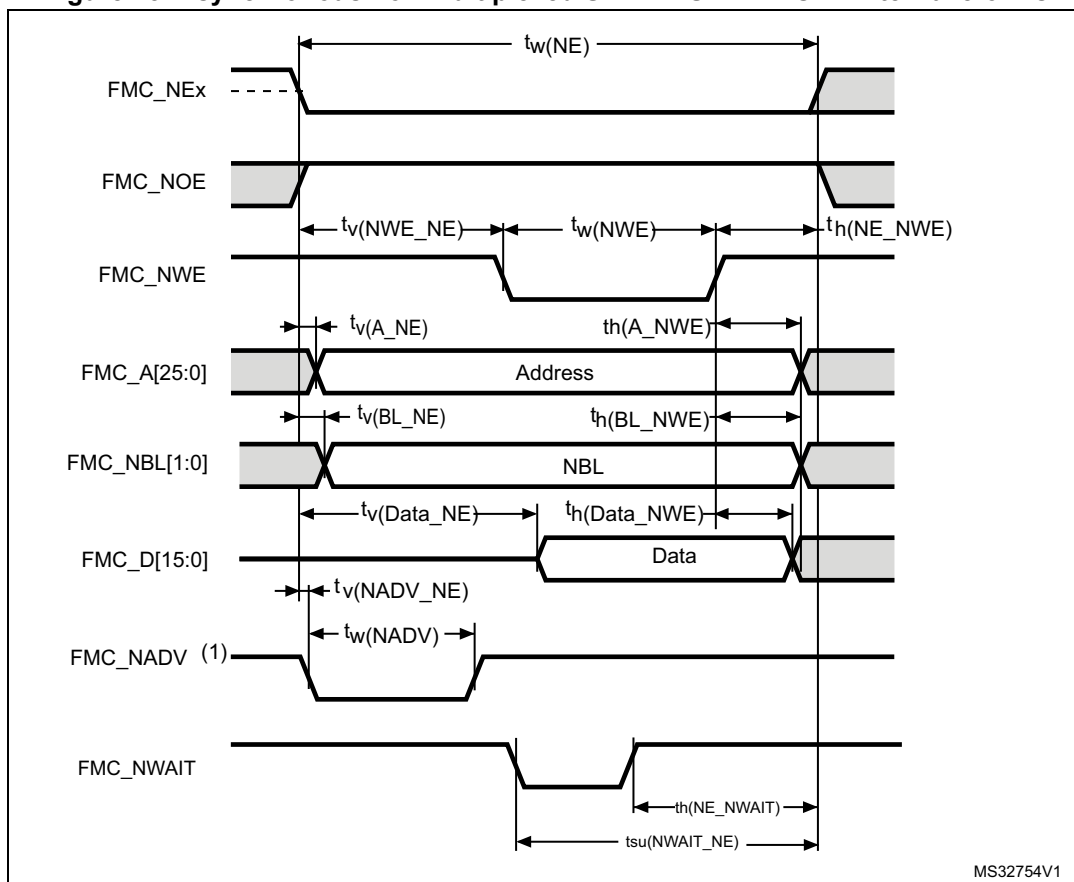 tw(NE)
FMC_NEx
FMC_NOE
tv(NWE_NE)
tw(NWE)
th(NE_NWE)
FMC_NWE
tv(A_NE)
th(A_NWE)
FMC_A[25:0]
Address
tv(BL_NE)
th(BL_NWE)
FMC_NBL[1:0]
NBL
tv(Data_NE)
th(Data_NWE)
FMC_D[15:0]
Data
tv(NADV_NE)
tw(NADV)
FMC_NADV (1)
FMC_NWAIT
th(NE_NWAIT)
tsu(NWAIT_NE)
MS32754V1